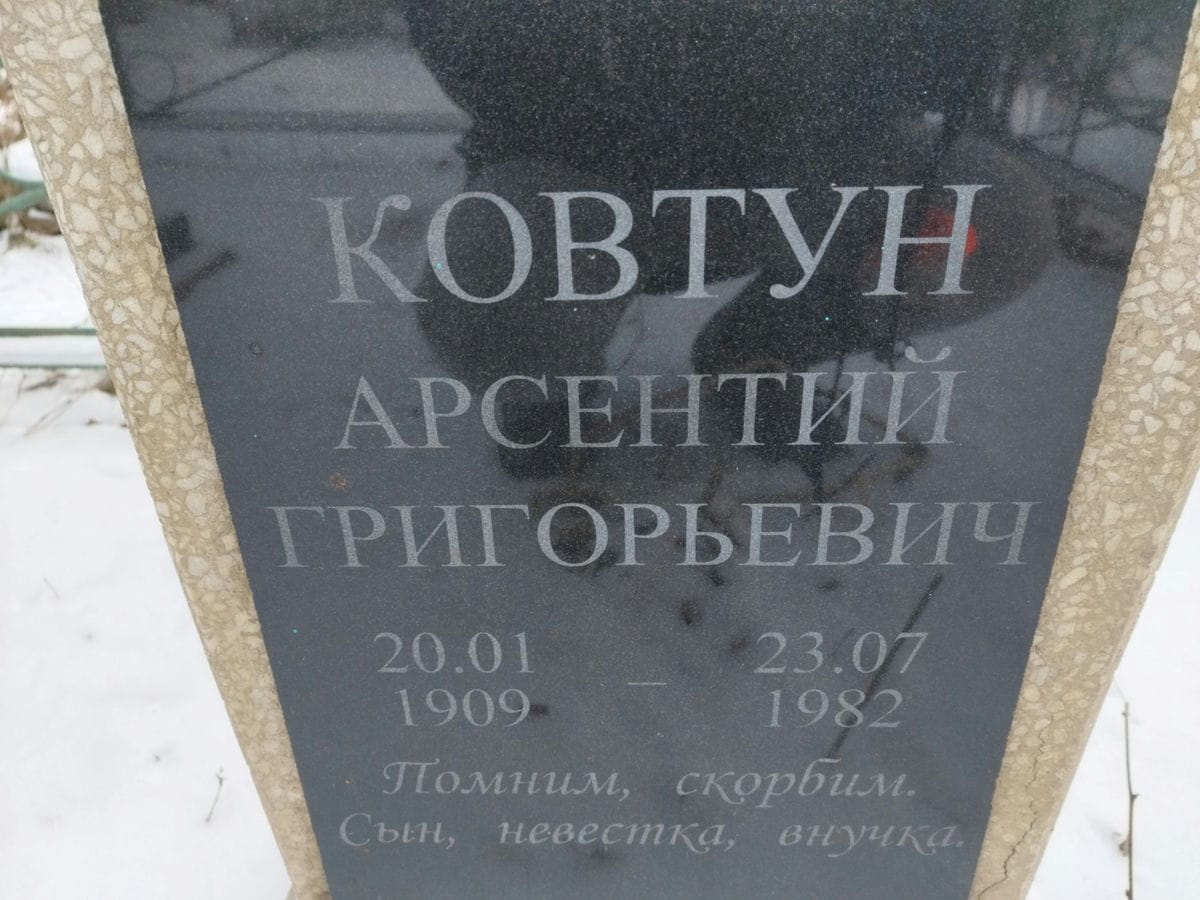 КОВТУН
АРСЕНТИЙ
ГРИГОРЬЕВИЧ
20.01 23.07
1909 – 1982
Помним, скорбим.
Сын, невестка, внучка.